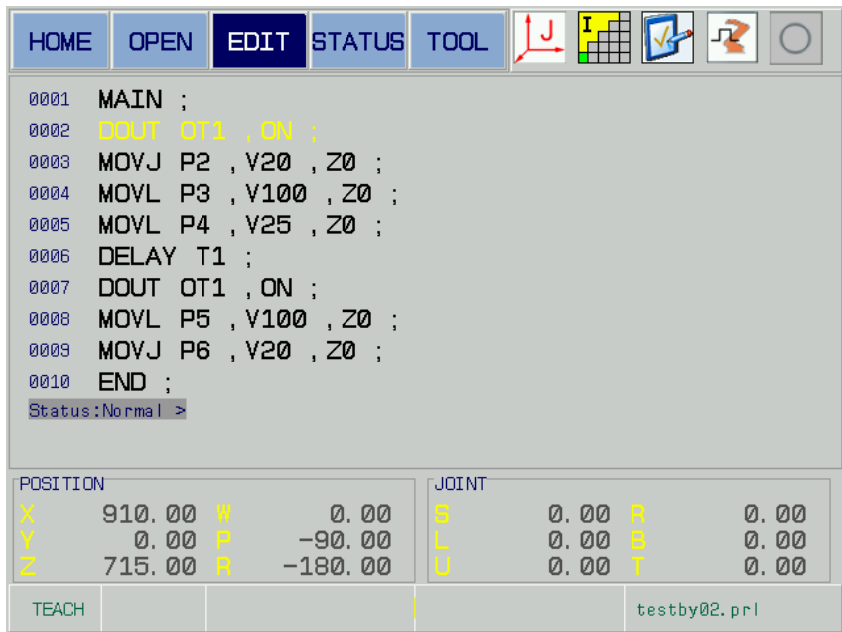 HOME OPEN EDIT STATUS TOOL J I
0001 MAIN ;
0002 DOUT OT1 , ON ;
0003 MOVJ P2 , V20 , Z0 ;
0004 MOVL P3 , V100 , Z0 ;
0005 MOVL P4 , V25 , Z0 ;
0006 DELAY T1 ;
0007 DOUT OT1 , ON ;
0008 MOVL P5 , V100 , Z0 ;
0009 MOVJ P6 , V20 , Z0 ;
0010 END ;
Status:Normal >
POSITION JOINT
X 910.00 W 0.00 S 0.00 R 0.00
Y 0.00 P -90.00 L 0.00 B 0.00
Z 715.00 R -180.00 U 0.00 T 0.00
TEACH testby02.prl